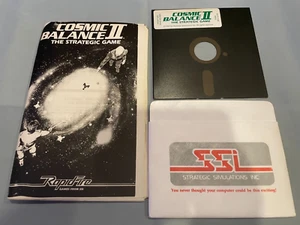 COSMIC
BALANCE II
THE STRATEGIC GAME
RapidFire
COSMIC
BALANCE II
THE STRATEGIC GAME
SSI
STRATEGIC SIMULATIONS INC.
You never thought your computer could be this exciting!